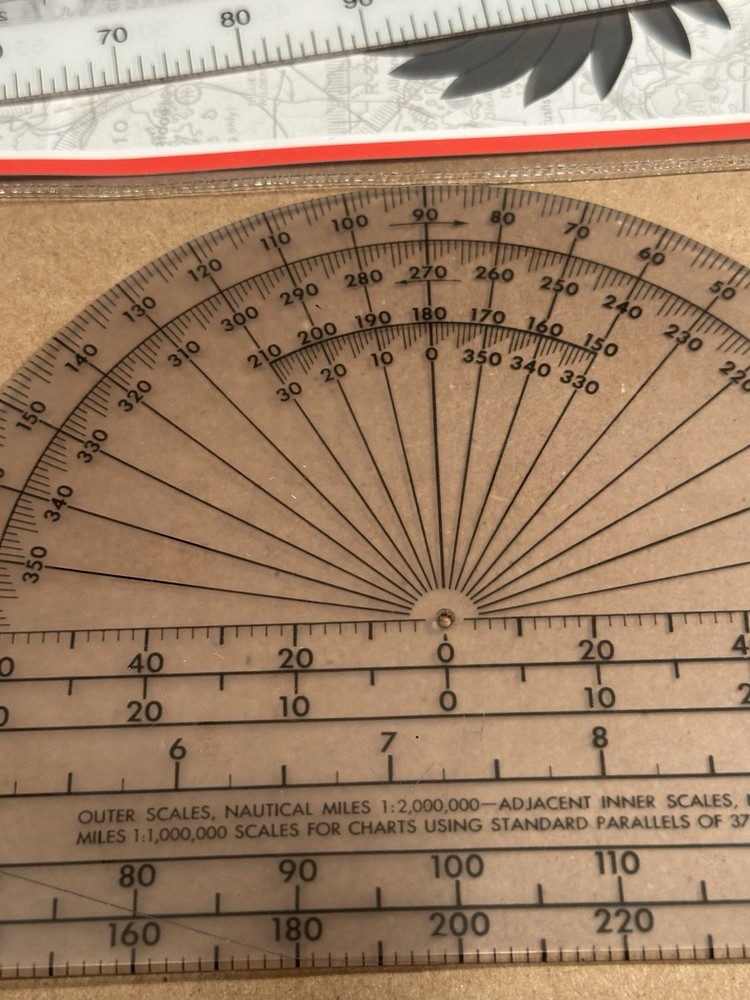 70 80 90
100 90 80
110 70
120 60
130 50
280 270 260
290 250
140 300 240
310 190 180 170 230
210 200 160 150
320 30 20 10 0 350 340 330 220
150
330
340
350
40 20 0 20
20 10 0 10
6 7 8
OUTER SCALES, NAUTICAL MILES 1:2,000,000—ADJACENT INNER SCALES,
MILES 1:1,000,000 SCALES FOR CHARTS USING STANDARD PARALLELS OF 37
80 90 100 110
160 180 200 220